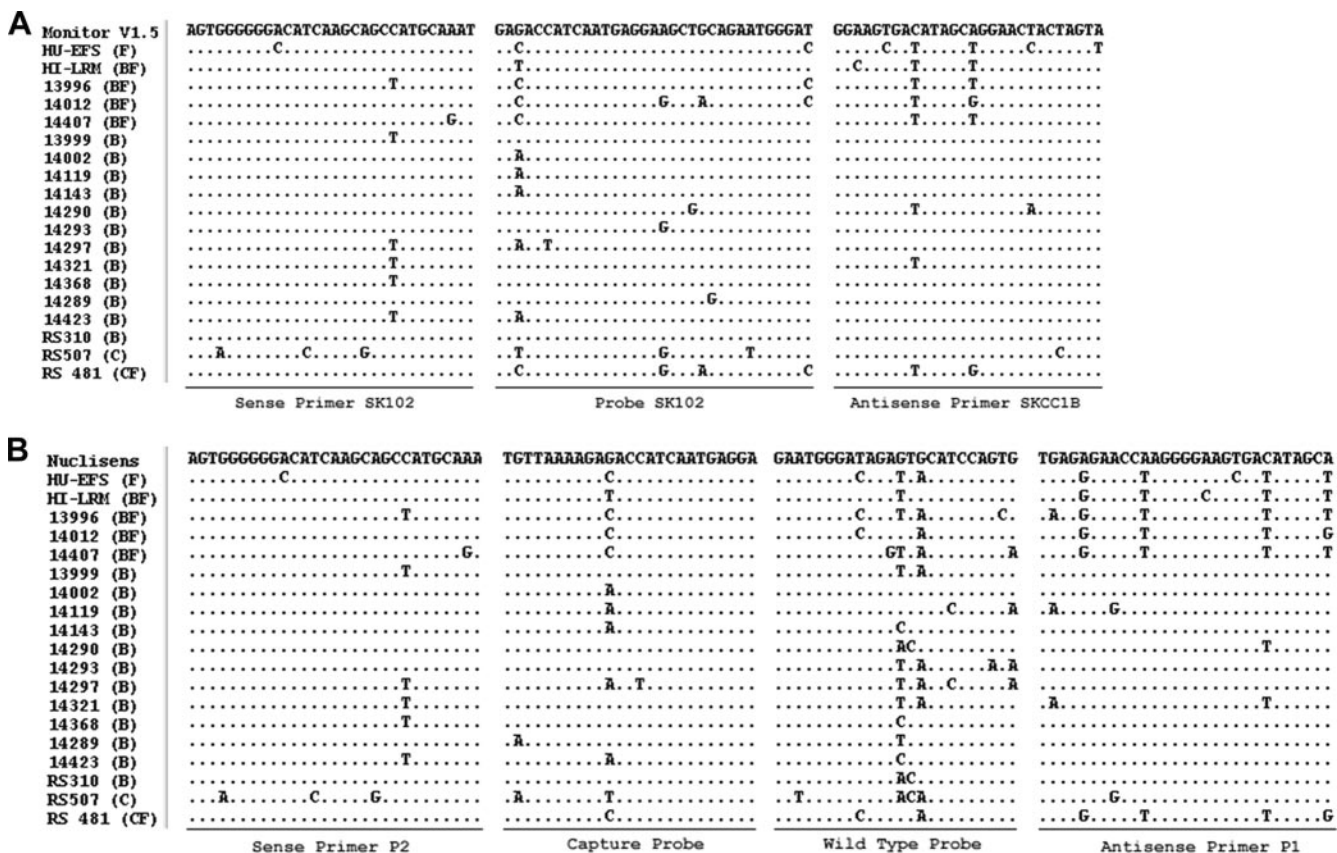 A
Monitor V1.5 AGTGGGGGGACATCAAGCAGCCATGCAAAT GAGACCATCAATGAGGAAGCTGCAGAATGGGAT GGAAGTGACATAGCAGGAACTACTAGTA
HU-EFS (F) .........C.................... ..C.............................C .....C..T.....T.....C......T
HI-LRM (BF) .............................. ..T.............................. ..C.....T.....T.............
13996 (BF) .....................T........ ..C.............................C ........T.....T.............
14012 (BF) .............................. ..C..............G...A..........C ........T.....G.............
14407 (BF) ...........................G.. ..C.............................. ........T.....T.............
13999 (B) .....................T........ ................................. ............................
14002 (B) .............................. ..A.............................. ............................
14119 (B) .............................. ..A.............................. ............................
14143 (B) .............................. ..A.............................. ............................
14290 (B) .............................. ....................G............ ........T...........A.......
14293 (B) .............................. .................G............... ............................
14297 (B) .....................T........ ..A..T........................... ............................
14321 (B) .....................T........ ................................. ........T...................
14368 (B) .....................T........ ................................. ............................
14289 (B) .............................. ......................G.......... ............................
14423 (B) .....................T........ ..A.............................. ............................
RS310 (B) .............................. ................................. ............................
RS507 (C) ...A........C.....G........... ..T..............G........T...... .......................C....
RS 481 (CF) .............................. ..C..............G...A..........C ........T.....G.............
Sense Primer SK102 Probe SK102 Antisense Primer SKCC1B
B
Nuclisens AGTGGGGGGACATCAAGCAGCCATGCAAA TGTTAAAAGAGACCATCAATGAGGA GAATGGGATAGAGTGCATCCAGTG TGAGAGAACCAAGGGGAAGTGACATAGCA
HU-EFS (F) .........C................... ..........C.............. ........C...T.A......... ....G.....T........C..T.....T
HI-LRM (BF) ............................. ..........T.............. ............T........... ....G.....T.....C.....T.....T
13996 (BF) .....................T....... ..........C.............. ........C...T.A.......C. .A..G.....T...........T.....T
14012 (BF) ............................. ..........C.............. ........C.....A......... ....G.....T...........T.....G
14407 (BF) ...........................G. ..........C.............. ...........GT.A........A ....G.....T...........T.....T
13999 (B) .....................T....... ......................... ............T.A......... .............................
14002 (B) ............................. ..........A.............. ........................ .............................
14119 (B) ............................. ..........A.............. .................C.....A .A.....G.....................
14143 (B) ............................. ..........A.............. ............C........... .............................
14290 (B) ............................. ......................... ............AC.......... ......................T......
14293 (B) ............................. ......................... ............T.A......A.A .............................
14297 (B) .....................T....... ..........A..T........... ............T.A..C.....A .............................
14321 (B) .....................T....... ......................... ............T.A......... .A....................T......
14368 (B) .....................T....... ......................... ............C........... .............................
14289 (B) ............................. .A....................... ............T........... .............................
14423 (B) .....................T....... ..........A.............. ............C........... .............................
RS310 (B) ............................. ......................... ............AC.......... .............................
RS507 (C) ...A........C.....G.......... .A........T.............. ..T.........ACA......... .......G.....................
RS 481 (CF) ............................. ..........C.............. ........C.....A......... ....G.....T...........T.....G
Sense Primer P2 Capture Probe Wild Type Probe Antisense Primer P1